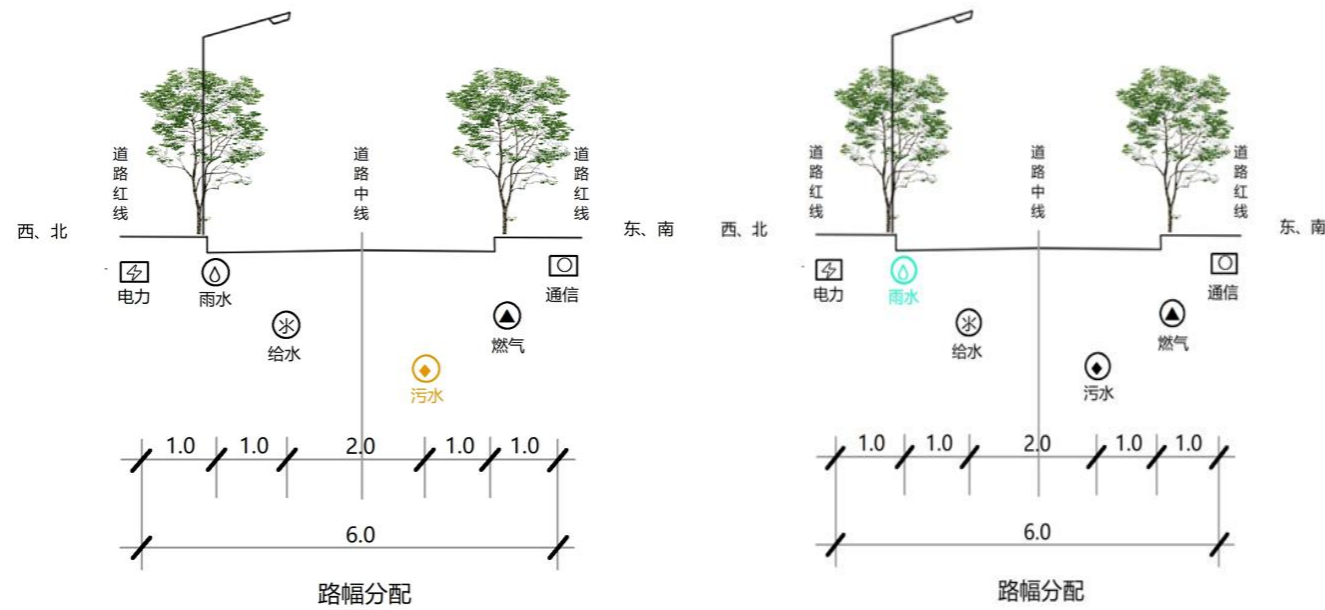 道路红线
道路中线
道路红线
西、北
东、南
电力
雨水
给水
污水
燃气
通信
1.0
1.0
2.0
1.0
1.0
6.0
路幅分配
道路红线
道路中线
道路红线
西、北
东、南
电力
雨水
给水
污水
燃气
通信
1.0
1.0
2.0
1.0
1.0
6.0
路幅分配